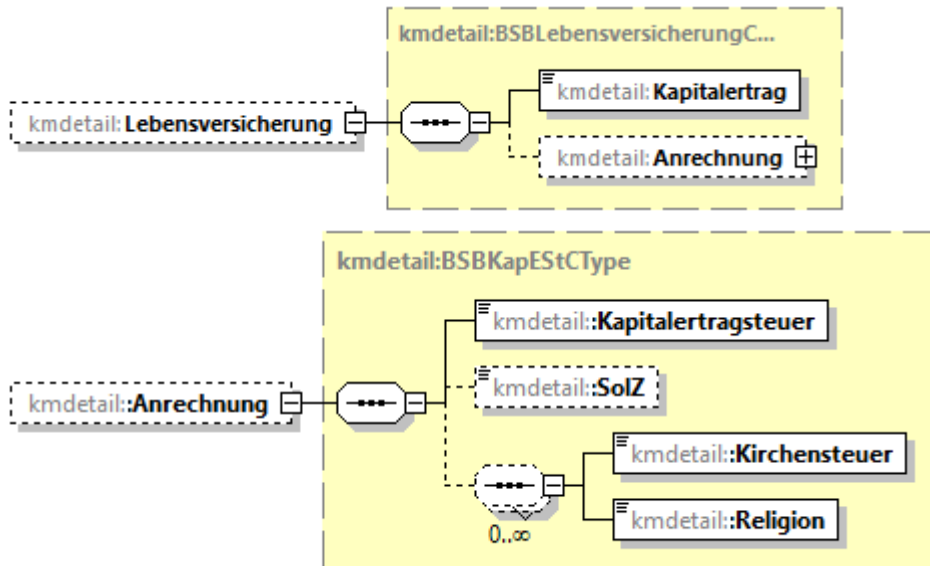 kmdetail:BSBLebensversicherungC...
kmdetail:Kapitalertrag
kmdetail:Lebensversicherung
kmdetail:Anrechnung
kmdetail:BSBKapEStCType
kmdetail::Kapitalertragsteuer
kmdetail::SolZ
kmdetail::Anrechnung
kmdetail::Kirchensteuer
kmdetail::Religion
0..∞